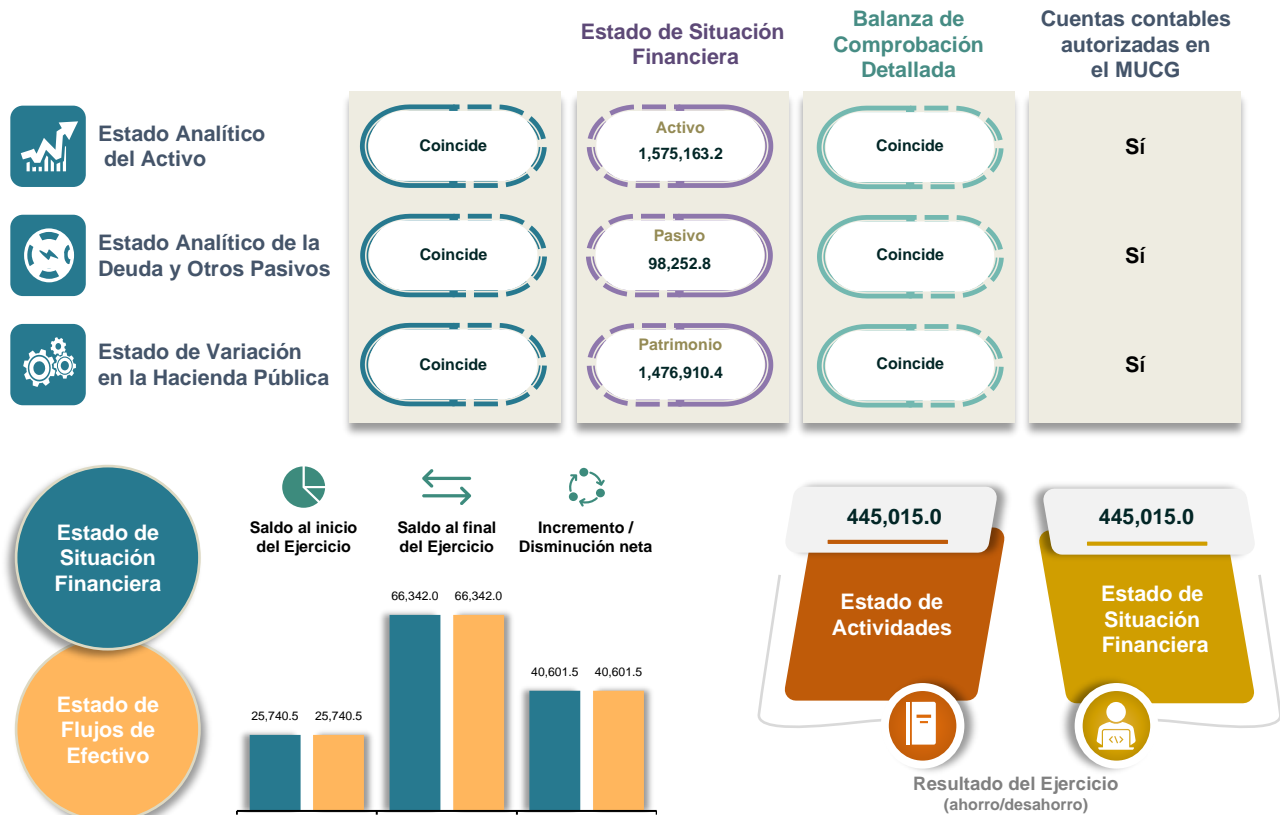 Estado de Situación
Financiera
Balanza de
Comprobación
Detallada
Cuentas contables
autorizadas en
el MUCG
Estado Analítico
del Activo
Coincide
Activo
1,575,163.2
Coincide
Sí
Estado Analítico de la
Deuda y Otros Pasivos
Coincide
Pasivo
98,252.8
Coincide
Sí
Estado de Variación
en la Hacienda Pública
Coincide
Patrimonio
1,476,910.4
Coincide
Sí
Estado de
Situación
Financiera
Estado de
Flujos de
Efectivo
Saldo al inicio
del Ejercicio
Saldo al final
del Ejercicio
Incremento /
Disminución neta
25,740.5
25,740.5
66,342.0
66,342.0
40,601.5
40,601.5
445,015.0
Estado de
Actividades
445,015.0
Estado de
Situación
Financiera
Resultado del Ejercicio
(ahorro/desahorro)